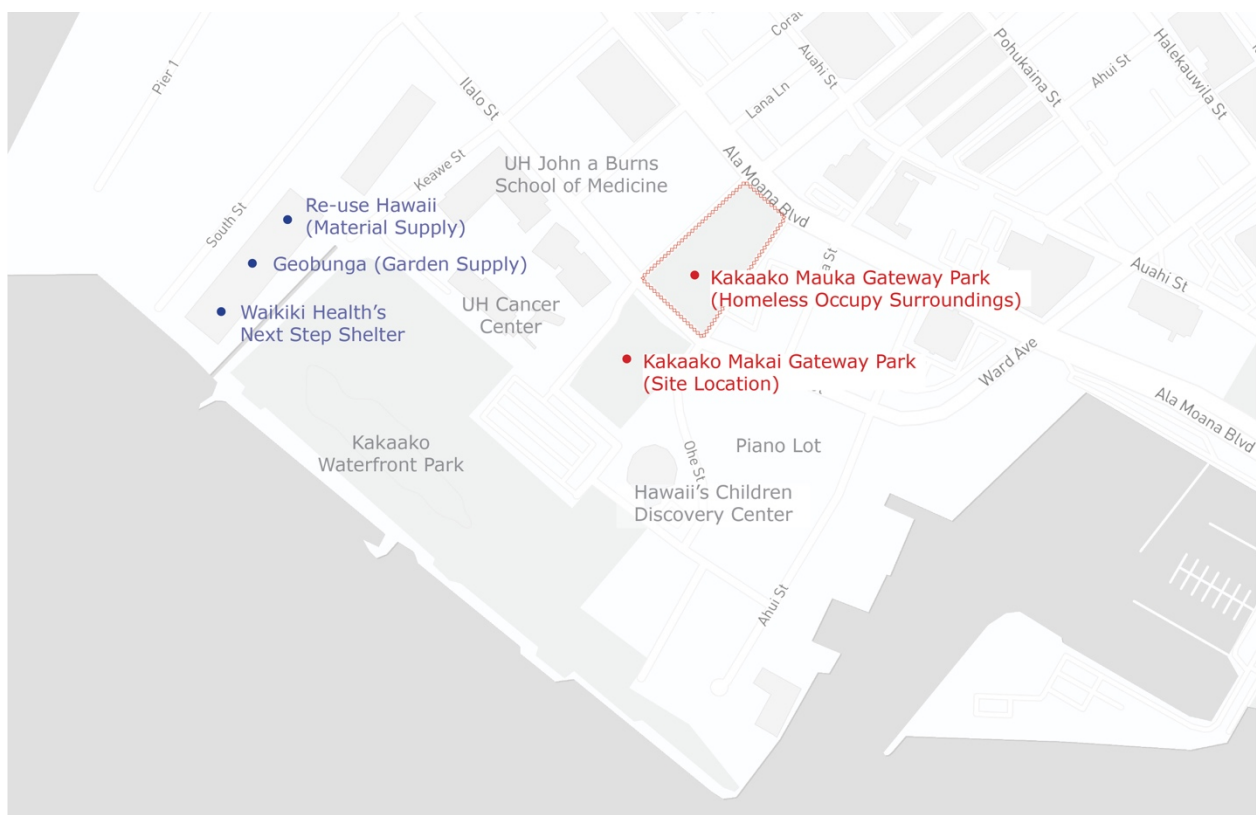 Pier 1
Ilalo St
Coral
Auahi St
Lana Ln
Pohukaina St
Ahui St
Halekauwila St
Ala Moana Blvd
UH John a Burns
School of Medicine
Keawe St
South St
Re-use Hawaii
(Material Supply)
Geobunga (Garden Supply)
Waikiki Health's
Next Step Shelter
UH Cancer
Center
Kakaako Mauka Gateway Park
(Homeless Occupy Surroundings)
Auahi St
Kakaako Makai Gateway Park
(Site Location)
Ward Ave
Ala Moana Blvd
Kakaako
Waterfront Park
Ohe St
Piano Lot
Hawaii's Children
Discovery Center
Ahui St